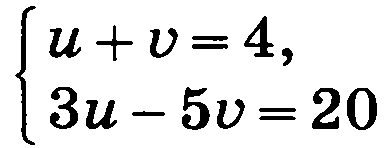 u + v = 4,
3u − 5v = 20